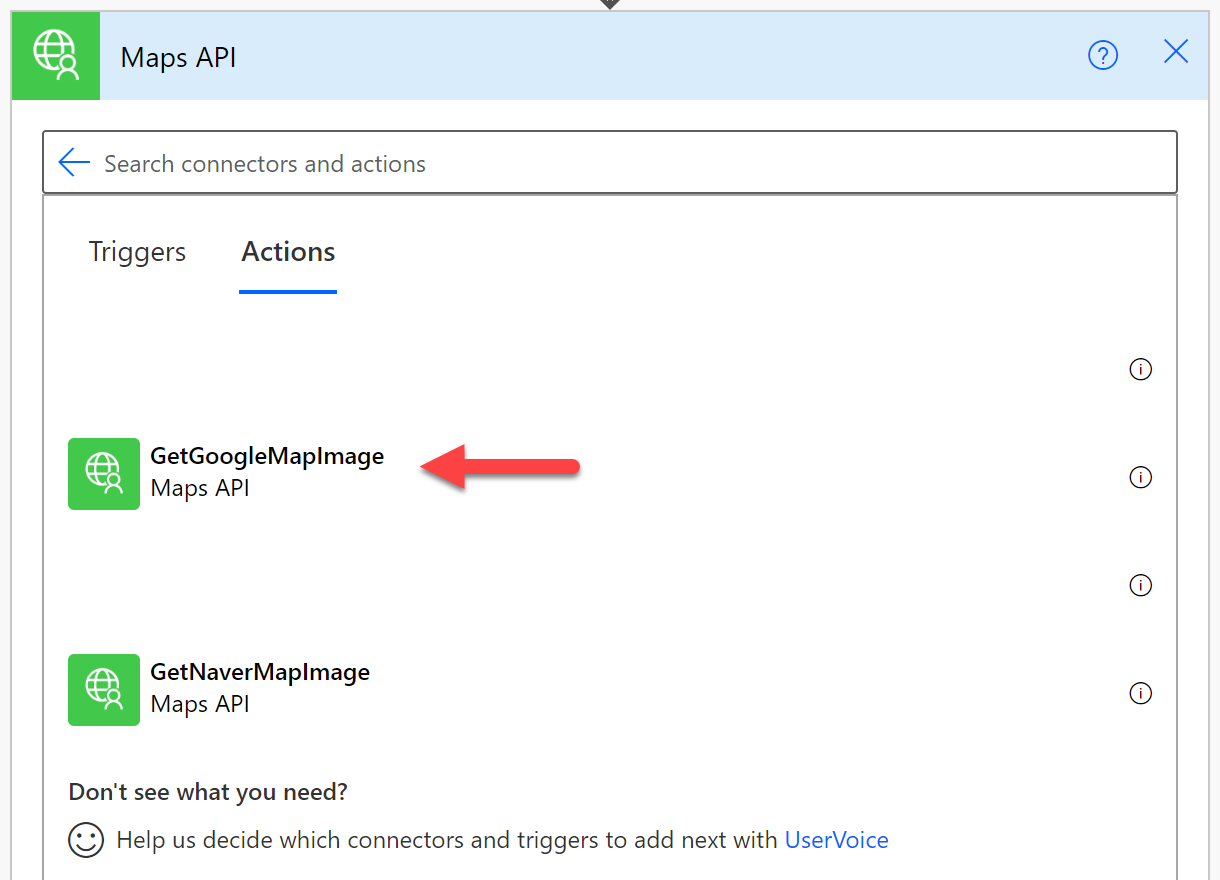 Maps API
Search connectors and actions
Triggers Actions
GetGoogleMapImage
Maps API
GetNaverMapImage
Maps API
Don't see what you need?
Help us decide which connectors and triggers to add next with UserVoice